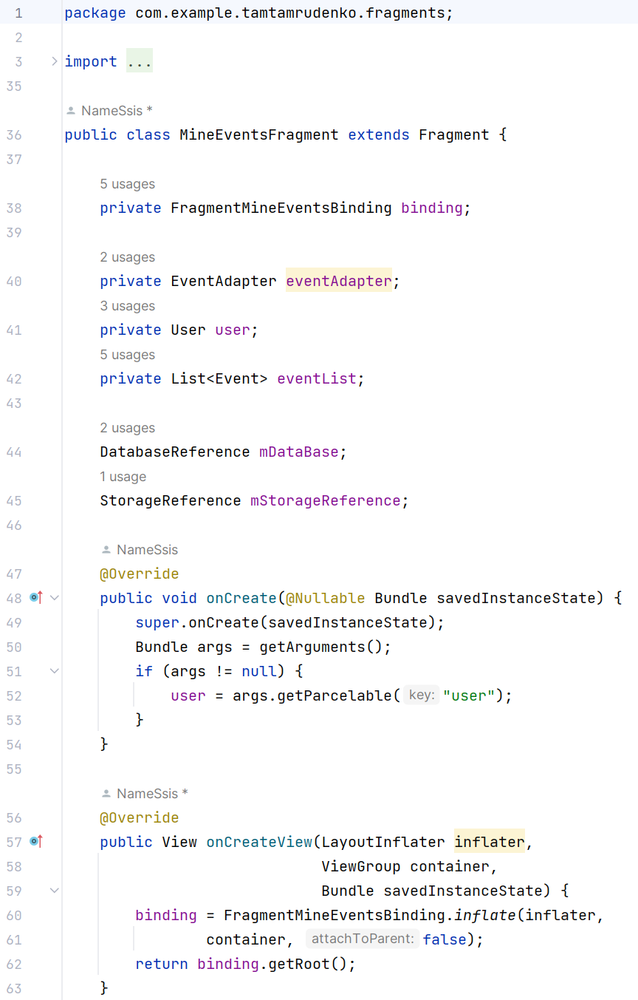 1 package com.example.tamtamrudenko.fragments;
2
3 import ...
35
NameSsis *
36 public class MineEventsFragment extends Fragment {
37
5 usages
38 private FragmentMineEventsBinding binding;
39
2 usages
40 private EventAdapter eventAdapter;
3 usages
41 private User user;
5 usages
42 private List<Event> eventList;
43
2 usages
44 DatabaseReference mDataBase;
1 usage
45 StorageReference mStorageReference;
46
NameSsis
47 @Override
48 public void onCreate(@Nullable Bundle savedInstanceState) {
49 super.onCreate(savedInstanceState);
50 Bundle args = getArguments();
51 if (args != null) {
52 user = args.getParcelable( key: "user");
53 }
54 }
55
NameSsis *
56 @Override
57 public View onCreateView(LayoutInflater inflater,
58 ViewGroup container,
59 Bundle savedInstanceState) {
60 binding = FragmentMineEventsBinding.inflate(inflater,
61 container, attachToParent: false);
62 return binding.getRoot();
63 }